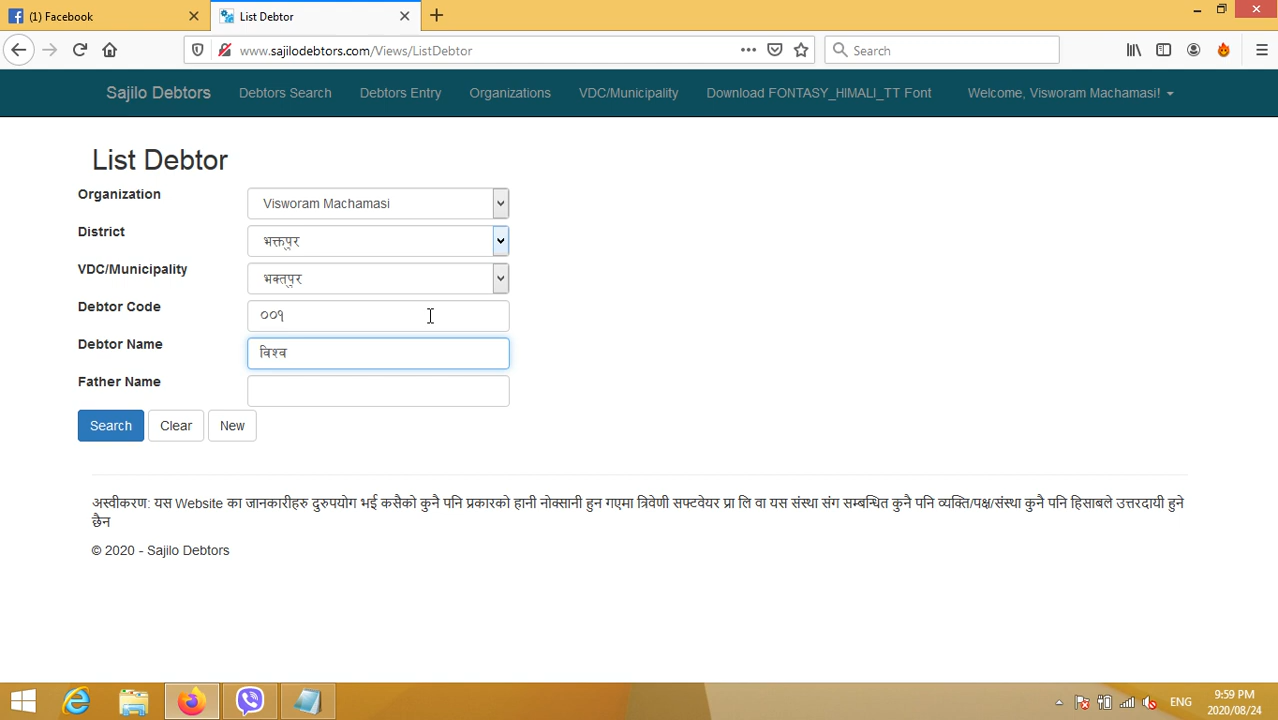 (1) Facebook
List Debtor
www.sajilodebtors.com/Views/ListDebtor
Search
Sajilo Debtors
Debtors Search
Debtors Entry
Organizations
VDC/Municipality
Download FONTASY_HIMALI_TT Font
Welcome, Visworam Machamasi!
List Debtor
Organization
Visworam Machamasi
District
भक्तपुर
VDC/Municipality
भक्तपुर
Debtor Code
००१
Debtor Name
विश्व
Father Name
Search
Clear
New
अस्वीकरण: यस Website का जानकारीहरु दुरुपयोग भई कसैको कुनै पनि प्रकारको हानी नोक्सानी हुन गएमा त्रिवेणी सफ्टवेयर प्रा लि वा यस संस्था संग सम्बन्धित कुनै पनि व्यक्ति/पक्ष/संस्था कुनै पनि हिसाबले उत्तरदायी हुने
छैन
© 2020 - Sajilo Debtors
ENG
9:59 PM
2020/08/24